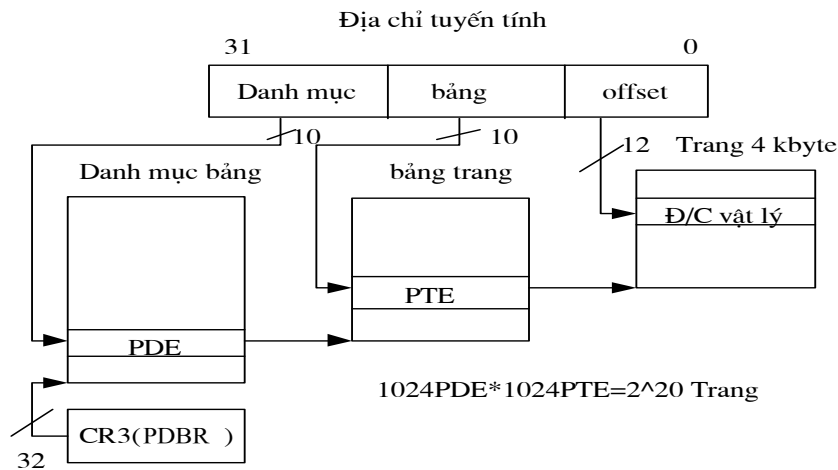 Địa chỉ tuyến tính
31 0
Danh mục bảng offset
10 10 12 Trang 4 kbyte
Danh mục bảng bảng trang
Đ/C vật lý
PTE
PDE
1024PDE*1024PTE=2^20 Trang
CR3(PDBR )
32